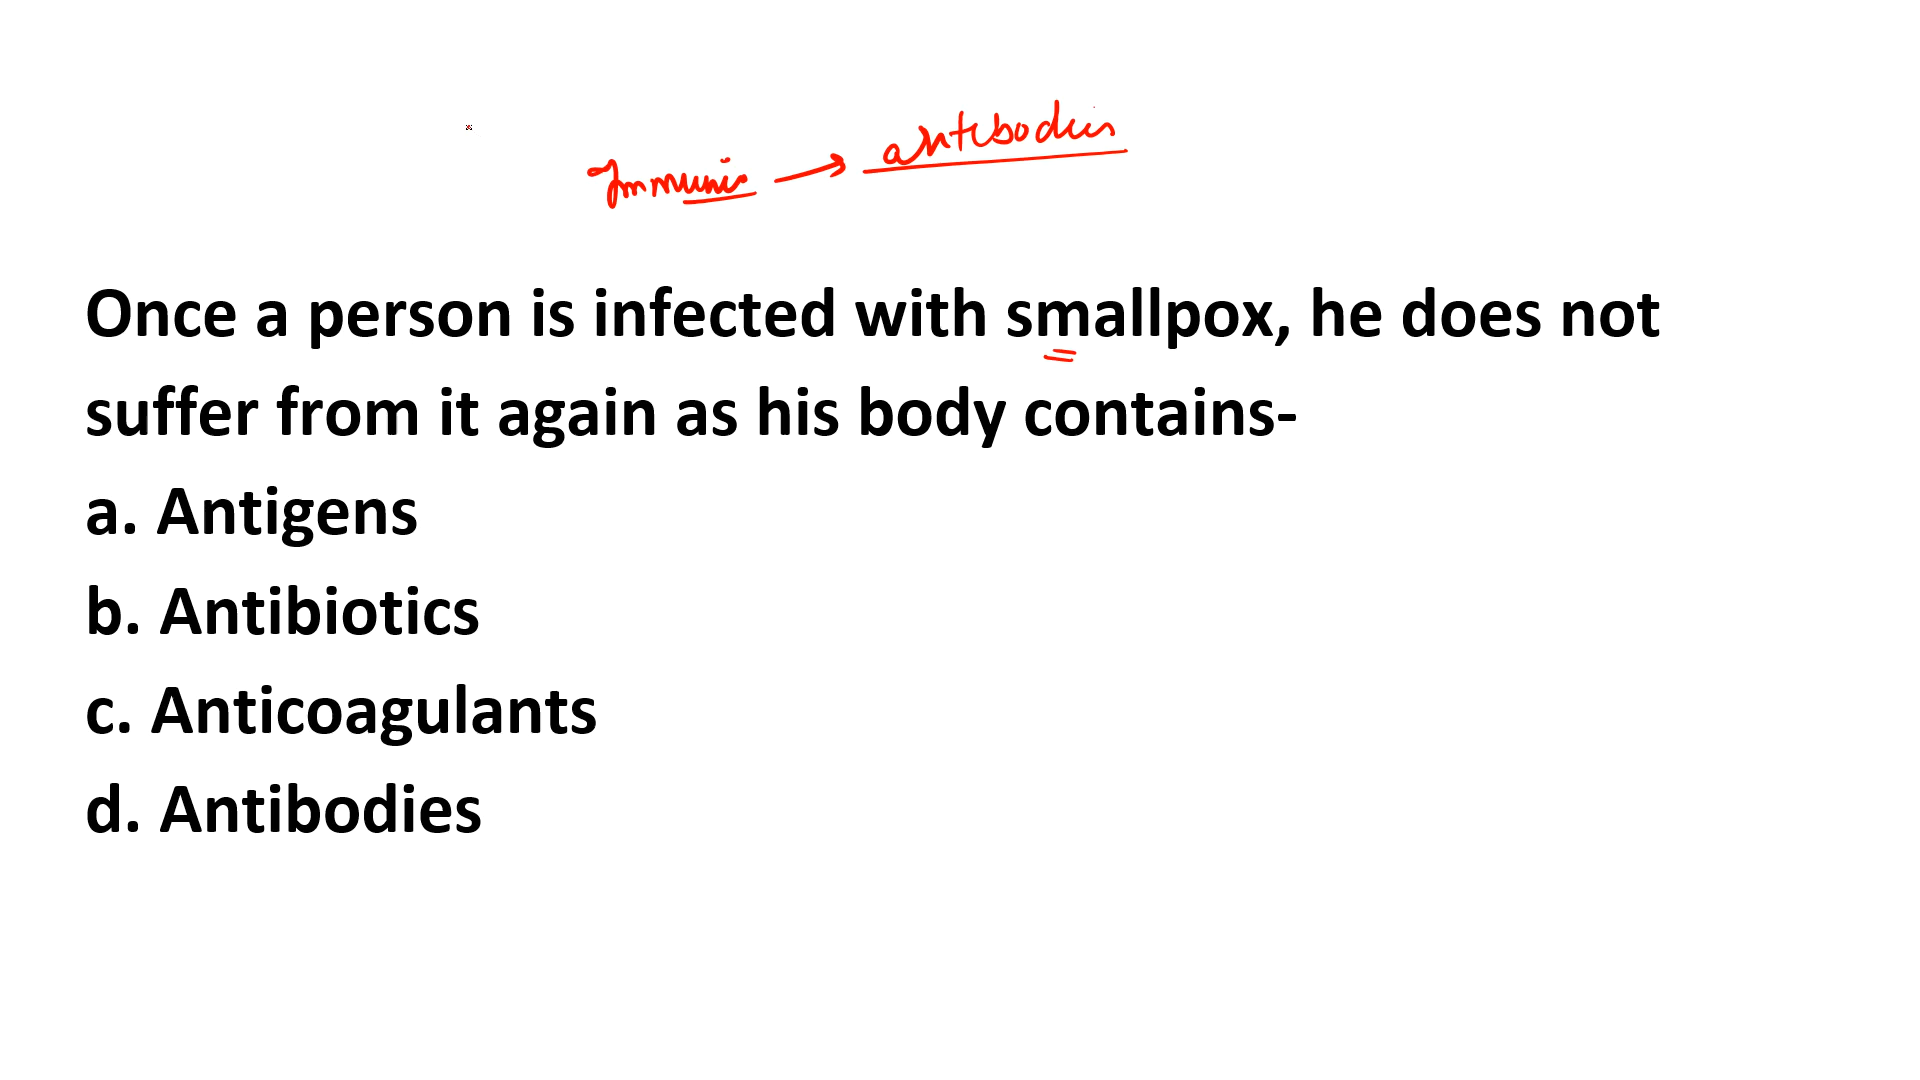 antibodies
Once a person is infected with smallpox, he does not
suffer from it again as his body contains-
a. Antigens
b. Antibiotics
c. Anticoagulants
d. Antibodies